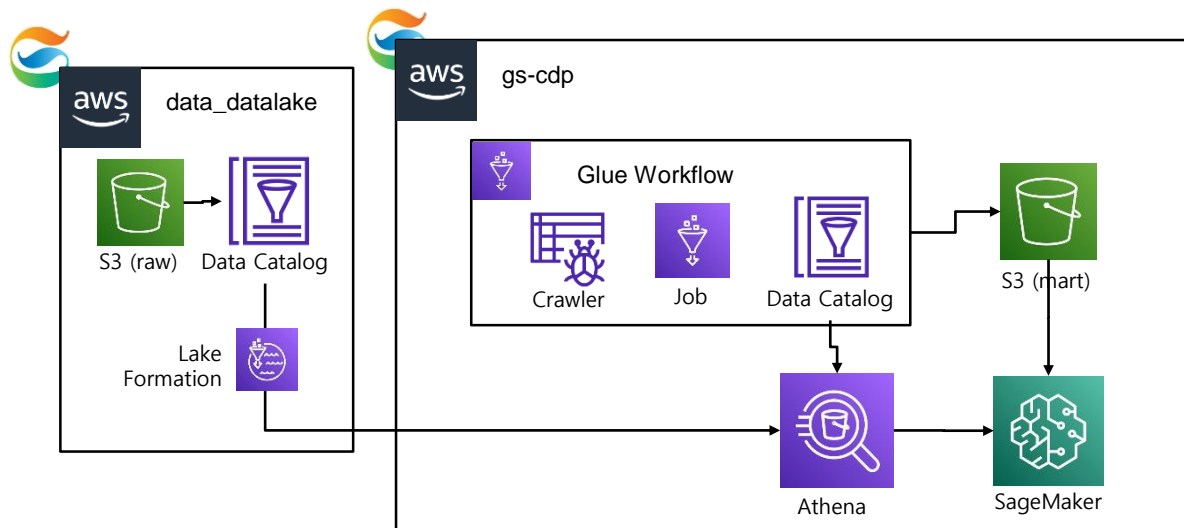 aws
data_datalake
S3 (raw)
Data Catalog
Lake
Formation
aws
gs-cdp
Glue Workflow
Crawler
Job
Data Catalog
S3 (mart)
Athena
SageMaker